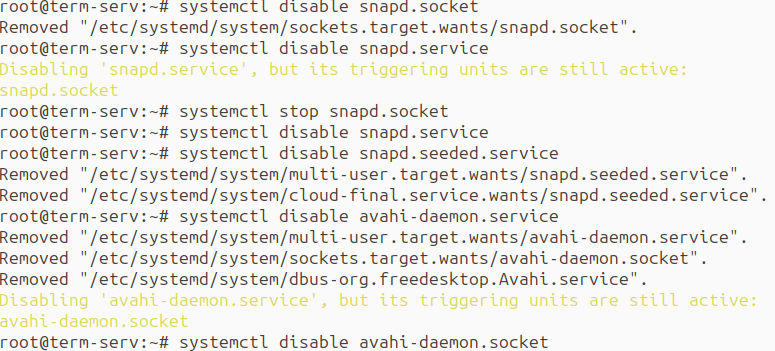 root@term-serv:~# systemctl disable snapd.socket
Removed "/etc/systemd/system/sockets.target.wants/snapd.socket".
root@term-serv:~# systemctl disable snapd.service
Disabling 'snapd.service', but its triggering units are still active:
snapd.socket
root@term-serv:~# systemctl stop snapd.socket
root@term-serv:~# systemctl disable snapd.service
root@term-serv:~# systemctl disable snapd.seeded.service
Removed "/etc/systemd/system/multi-user.target.wants/snapd.seeded.service".
Removed "/etc/systemd/system/cloud-final.service.wants/snapd.seeded.service".
root@term-serv:~# systemctl disable avahi-daemon.service
Removed "/etc/systemd/system/multi-user.target.wants/avahi-daemon.service".
Removed "/etc/systemd/system/sockets.target.wants/avahi-daemon.socket".
Removed "/etc/systemd/system/dbus-org.freedesktop.Avahi.service".
Disabling 'avahi-daemon.service', but its triggering units are still active:
avahi-daemon.socket
root@term-serv:~# systemctl disable avahi-daemon.socket